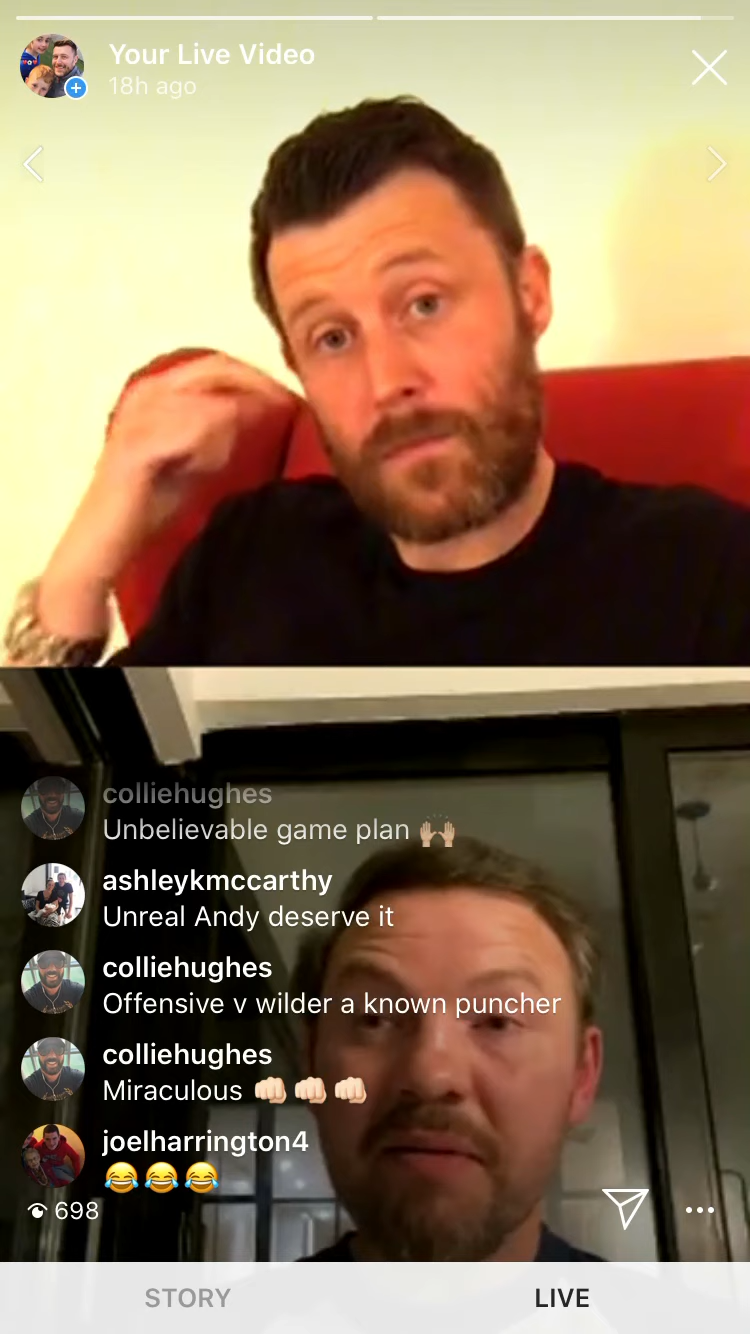 Your Live Video
18h ago
colliehughes
Unbelievable game plan 🙌🏼
ashleykmccarthy
Unreal Andy deserve it
colliehughes
Offensive v wilder a known puncher
colliehughes
Miraculous 👊🏻👊🏻👊🏻
joelharrington4
😂😂😂
698
STORY
LIVE